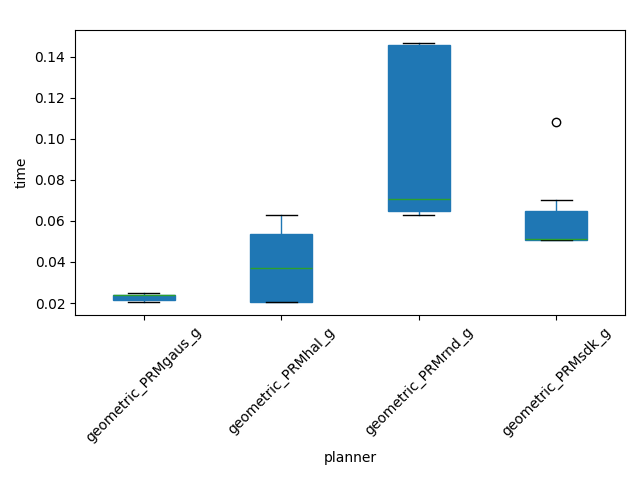 0.14
0.12
0.10
0.08
0.06
0.04
0.02
time
geometric_PRMgaus_g
geometric_PRMhal_g
geometric_PRMrnd_g
geometric_PRMsdk_g
planner